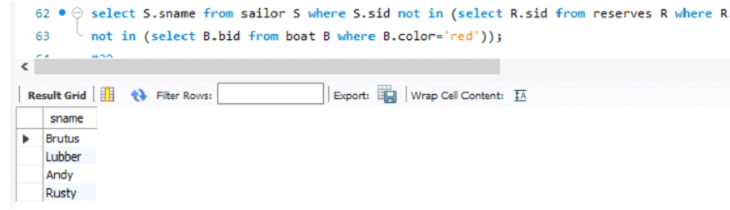 62 select S.sname from sailor S where S.sid not in (select R.sid from reserves R where R
63 not in (select B.bid from boat B where B.color='red'));
Result Grid Filter Rows: Export: Wrap Cell Content:
sname
Brutus
Lubber
Andy
Rusty